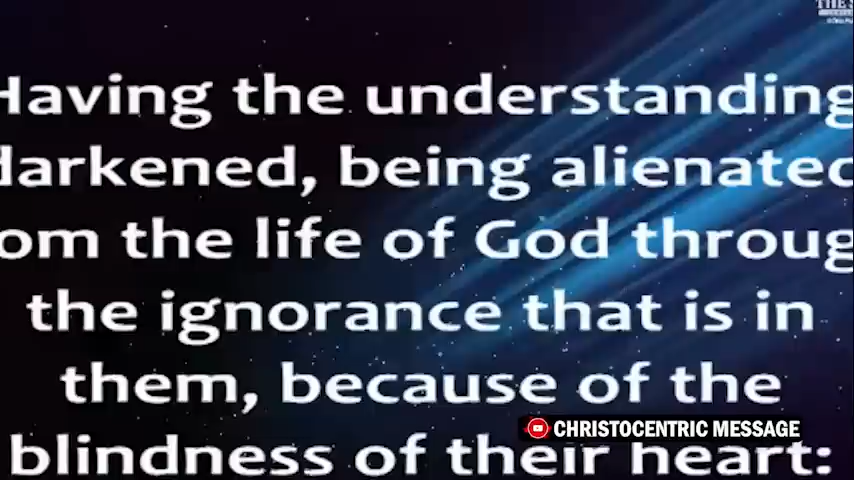 THE S
Having the understanding
darkened, being alienated
om the life of God throug
the ignorance that is in
them, because of the
CHRISTOCENTRIC MESSAGE
blindness of their heart: